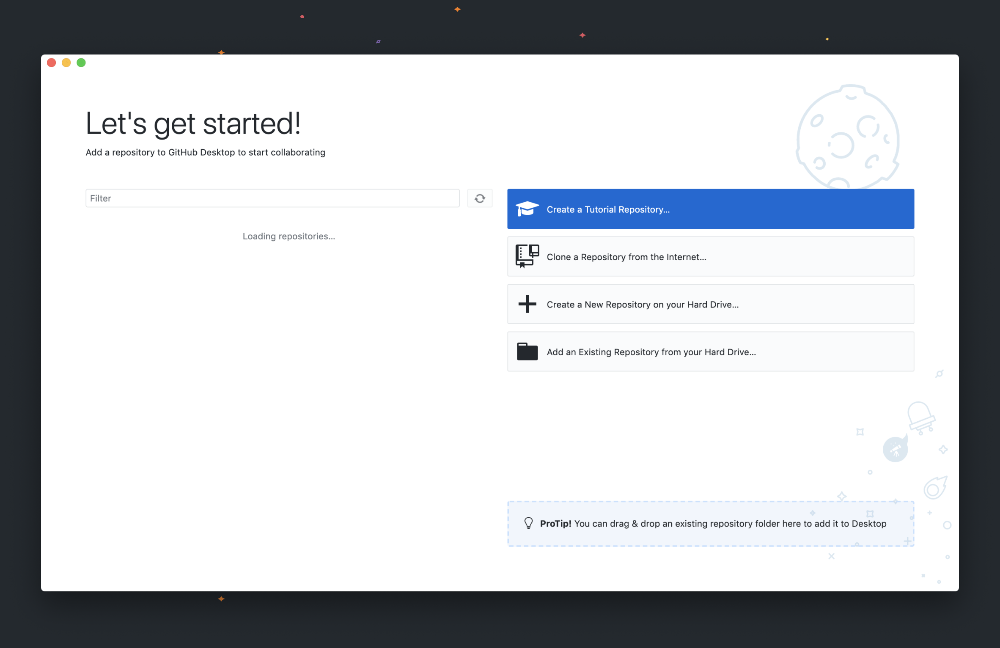 Let's get started!
Add a repository to GitHub Desktop to start collaborating
Filter
Loading repositories...
Create a Tutorial Repository...
Clone a Repository from the Internet...
Create a New Repository on your Hard Drive...
Add an Existing Repository from your Hard Drive...
ProTip! You can drag & drop an existing repository folder here to add it to Desktop